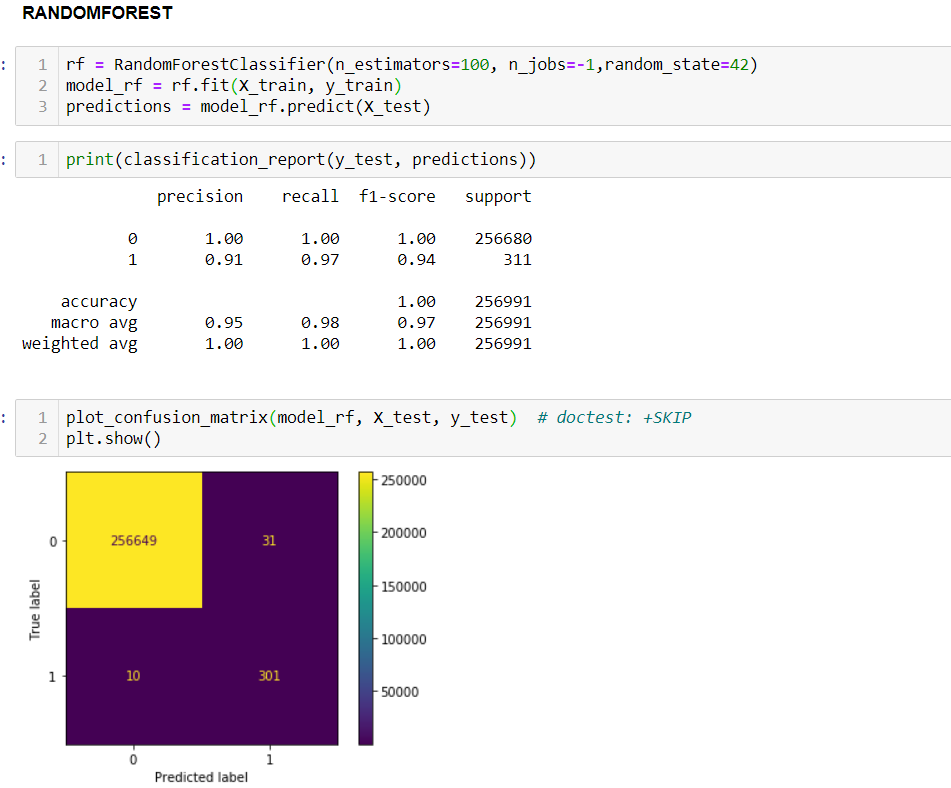 RANDOMFOREST
: 1 rf = RandomForestClassifier(n_estimators=100, n_jobs=-1,random_state=42)
2 model_rf = rf.fit(X_train, y_train)
3 predictions = model_rf.predict(X_test)
: 1 print(classification_report(y_test, predictions))
precision recall f1-score support
0 1.00 1.00 1.00 256680
1 0.91 0.97 0.94 311
accuracy 1.00 256991
macro avg 0.95 0.98 0.97 256991
weighted avg 1.00 1.00 1.00 256991
: 1 plot_confusion_matrix(model_rf, X_test, y_test) # doctest: +SKIP
2 plt.show()
250000
0 256649 31
200000
150000
True label
100000
1 10 301
50000
0 1
Predicted label